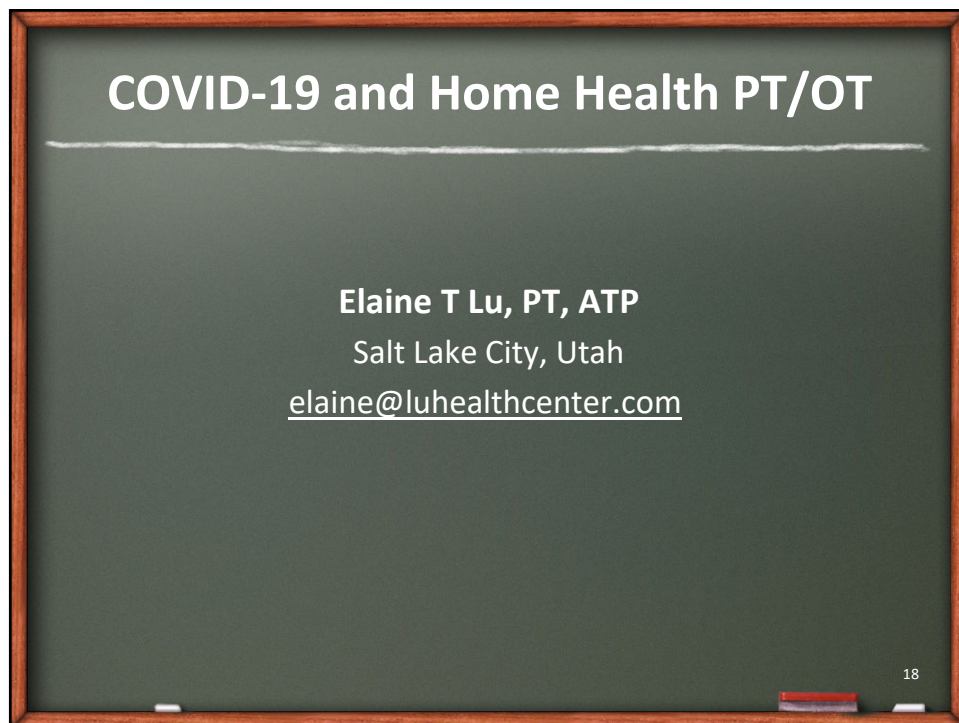 COVID-19 and Home Health PT/OT
Elaine T Lu, PT, ATP
Salt Lake City, Utah
elaine@luhealthcenter.com
18